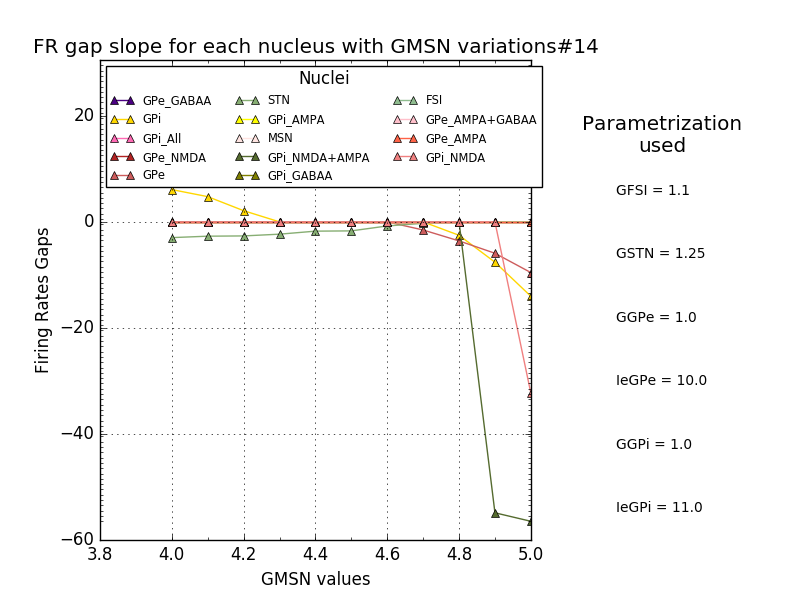 FR gap slope for each nucleus with GMSN variations#14
Nuclei
GPe_GABAA STN FSI
GPi GPi_AMPA GPe_AMPA+GABAA
GPi_All MSN GPe_AMPA
GPe_NMDA GPi_NMDA+AMPA GPi_NMDA
GPe GPi_GABAA
20
0
−20
−40
−60
Firing Rates Gaps
3.8 4.0 4.2 4.4 4.6 4.8 5.0
GMSN values
Parametrization
used
GFSI = 1.1
GSTN = 1.25
GGPe = 1.0
IeGPe = 10.0
GGPi = 1.0
IeGPi = 11.0